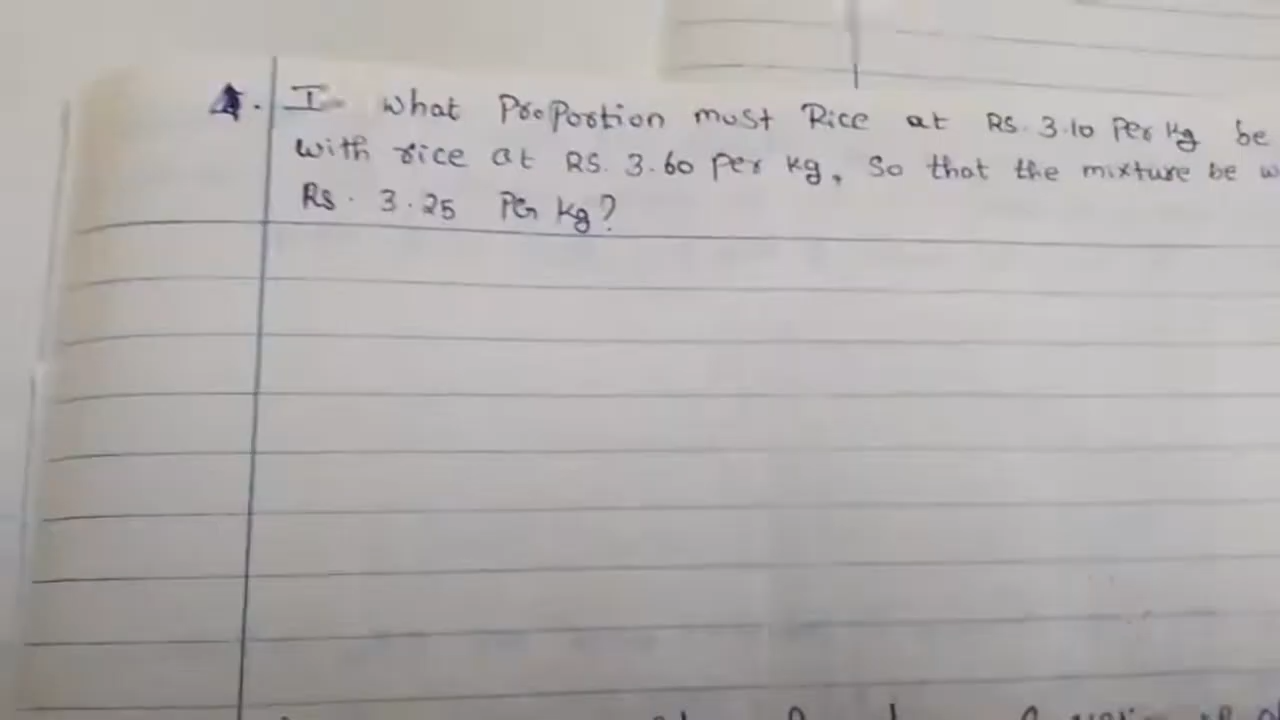 1. I- what Proportion must Rice at RS. 3.10 Per kg be
with rice at RS. 3.60 per kg, So that the mixture be w
Rs. 3.25 Per kg?